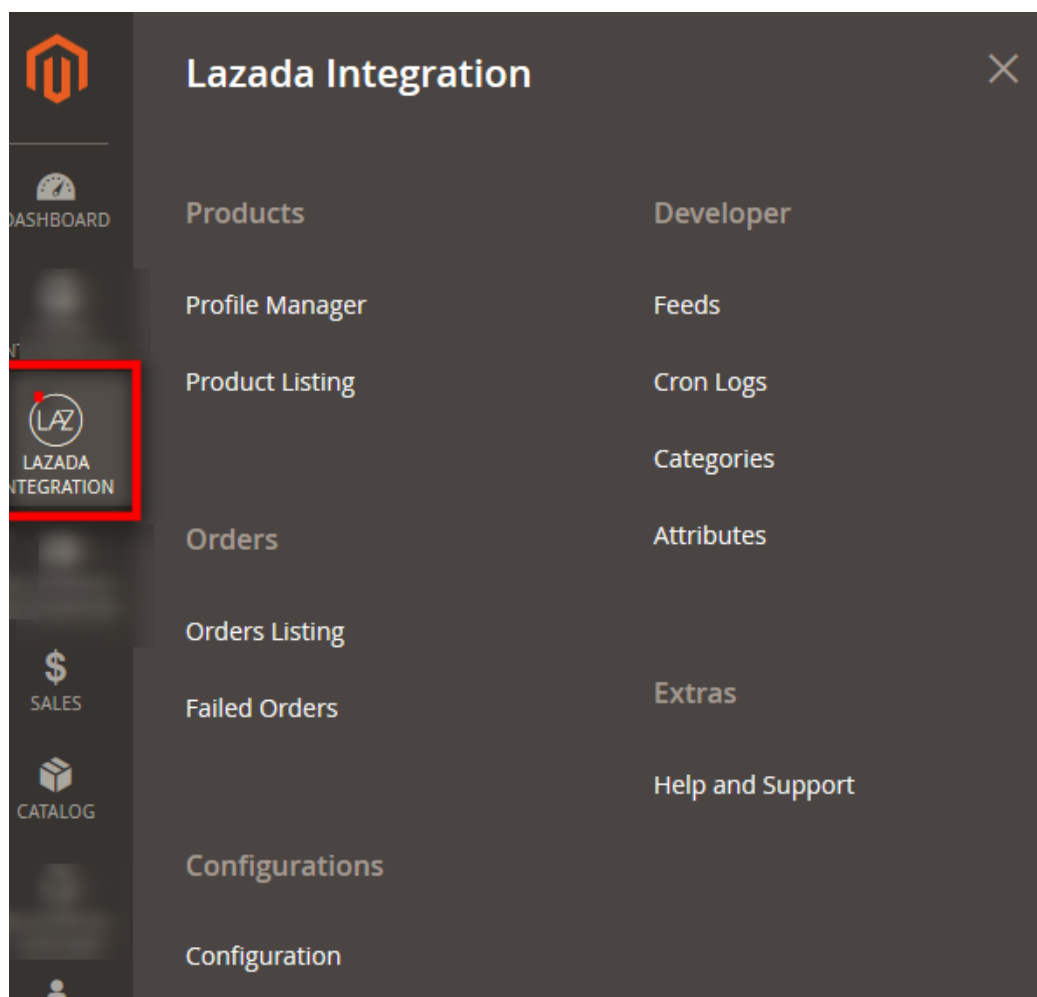 DASHBOARD
LAZ
LAZADA
INTEGRATION
SALES
CATALOG
Lazada Integration
Products
Profile Manager
Product Listing
Orders
Orders Listing
Failed Orders
Configurations
Configuration
Developer
Feeds
Cron Logs
Categories
Attributes
Extras
Help and Support